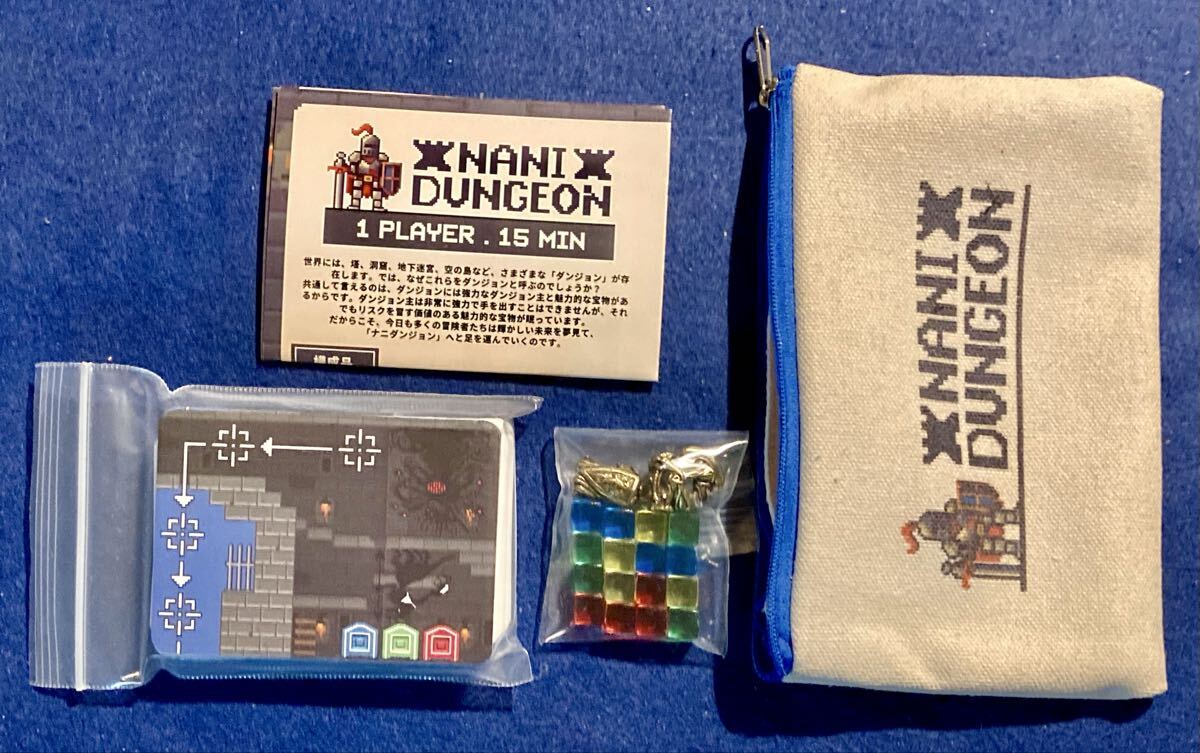 NANI
DUNGEON
1 PLAYER . 15 MIN
世界には、塔、洞窟、地下迷宮、空の島など、さまざまな「ダンジョン」が存
在します。では、なぜこれらをダンジョンと呼ぶのでしょうか?
共通して言えるのは、ダンジョンには強力なダンジョン主と魅力的な宝物があ
るからです。ダンジョン主は非常に強力で手を出すことはできませんが、それ
でもリスクを冒す価値のある魅力的な宝物が眠っています。
だからこそ、今日も多くの冒険者たちは輝かしい未来を夢見て、
「ナニダンジョン」へと足を運んでいくのです。
構成品
NANI
DUNGEON